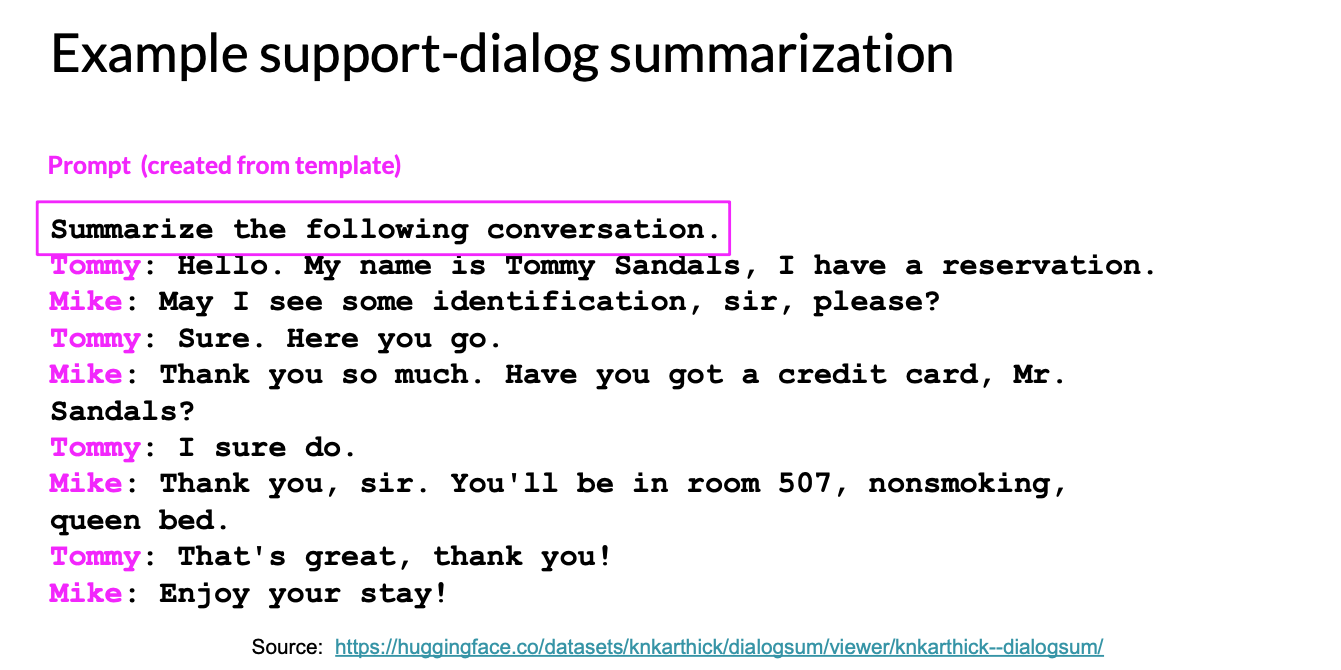 Example support-dialog summarization
Prompt (created from template)
Summarize the following conversation.
Tommy: Hello. My name is Tommy Sandals, I have a reservation.
Mike: May I see some identification, sir, please?
Tommy: Sure. Here you go.
Mike: Thank you so much. Have you got a credit card, Mr.
Sandals?
Tommy: I sure do.
Mike: Thank you, sir. You'll be in room 507, nonsmoking,
queen bed.
Tommy: That's great, thank you!
Mike: Enjoy your stay!
Source: https://huggingface.co/datasets/knkarthick/dialogsum/viewer/knkarthick--dialogsum/